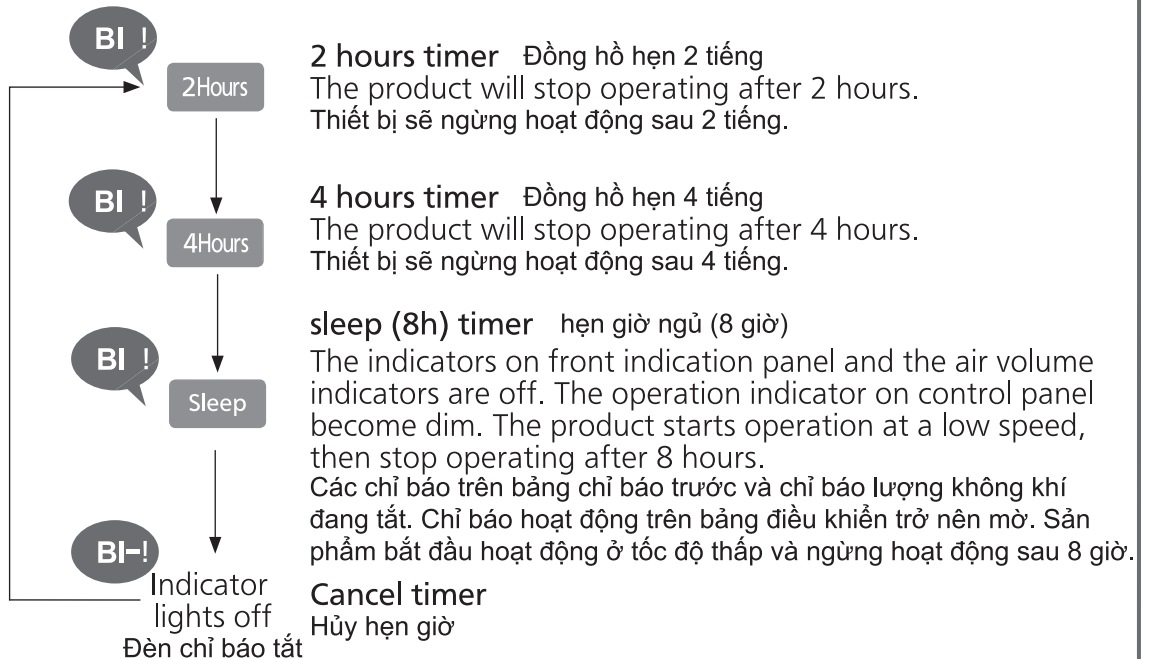 BI !
2Hours
2 hours timer Đồng hồ hẹn 2 tiếng
The product will stop operating after 2 hours.
Thiết bị sẽ ngừng hoạt động sau 2 tiếng.
BI !
4Hours
4 hours timer Đồng hồ hẹn 4 tiếng
The product will stop operating after 4 hours.
Thiết bị sẽ ngừng hoạt động sau 4 tiếng.
BI !
Sleep
sleep (8h) timer hẹn giờ ngủ (8 giờ)
The indicators on front indication panel and the air volume
indicators are off. The operation indicator on control panel
become dim. The product starts operation at a low speed,
then stop operating after 8 hours.
Các chỉ báo trên bảng chỉ báo trước và chỉ báo lượng không khí
đang tắt. Chỉ báo hoạt động trên bảng điều khiển trở nên mờ. Sản
phẩm bắt đầu hoạt động ở tốc độ thấp và ngừng hoạt động sau 8 giờ.
BI-!
Indicator
lights off
Đèn chỉ báo tắt
Cancel timer
Hủy hẹn giờ